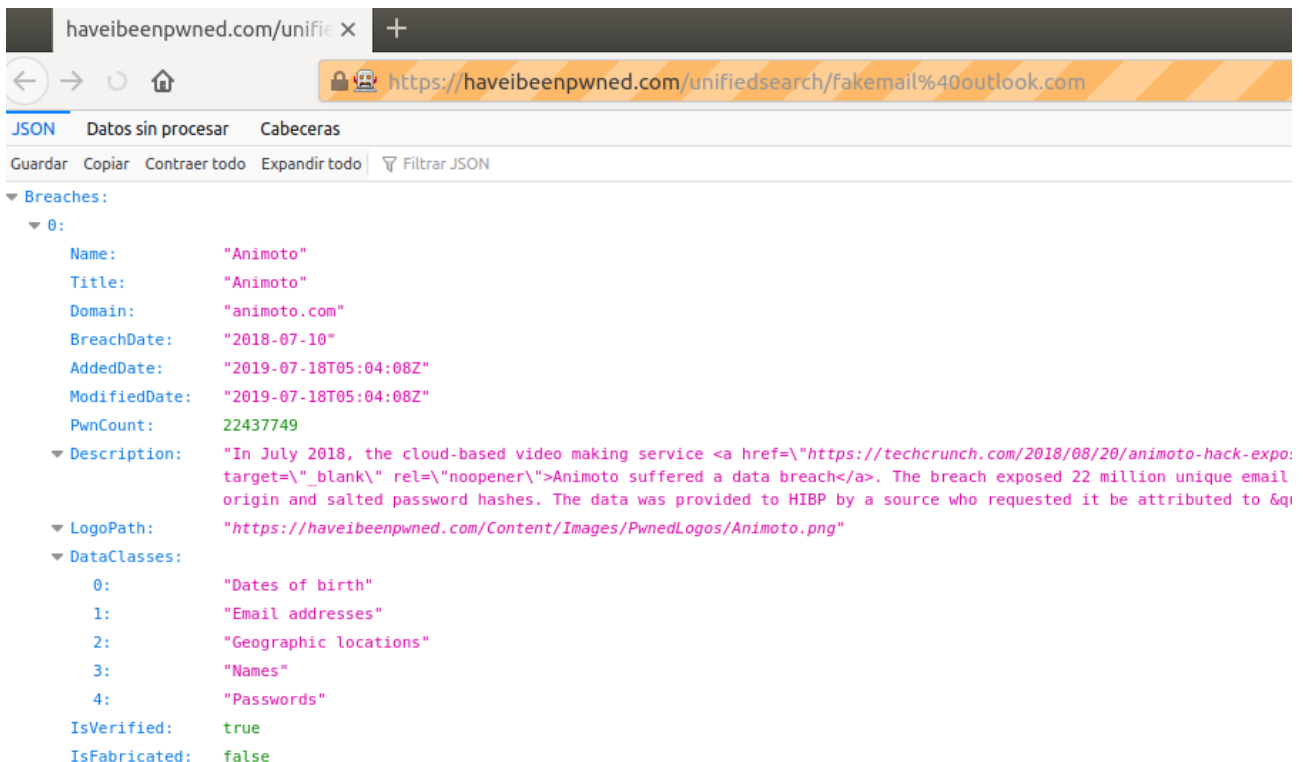 haveibeenpwned.com/unifie
https://haveibeenpwned.com/unifiedsearch/fakemail%40outlook.com
JSON Datos sin procesar Cabeceras
Guardar Copiar Contraer todo Expandir todo Filtrar JSON
Breaches:
0:
Name: "Animoto"
Title: "Animoto"
Domain: "animoto.com"
BreachDate: "2018-07-10"
AddedDate: "2019-07-18T05:04:08Z"
ModifiedDate: "2019-07-18T05:04:08Z"
PwnCount: 22437749
Description: "In July 2018, the cloud-based video making service <a href=\"https://techcrunch.com/2018/08/20/animoto-hack-expos
target=\"_blank\" rel=\"noopener\">Animoto suffered a data breach</a>. The breach exposed 22 million unique email
origin and salted password hashes. The data was provided to HIBP by a source who requested it be attributed to &qu
LogoPath: "https://haveibeenpwned.com/Content/Images/PwnedLogos/Animoto.png"
DataClasses:
0: "Dates of birth"
1: "Email addresses"
2: "Geographic locations"
3: "Names"
4: "Passwords"
IsVerified: true
IsFabricated: false